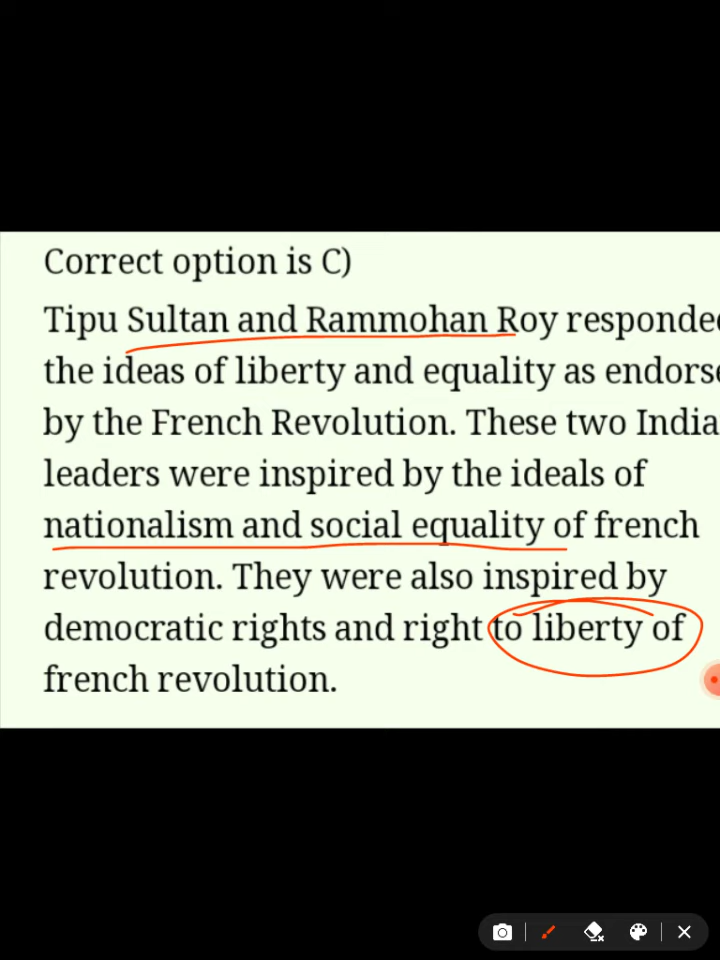 Correct option is C)
Tipu Sultan and Rammohan Roy responded
the ideas of liberty and equality as endorse
by the French Revolution. These two India
leaders were inspired by the ideals of
nationalism and social equality of french
revolution. They were also inspired by
democratic rights and right to liberty of
french revolution.